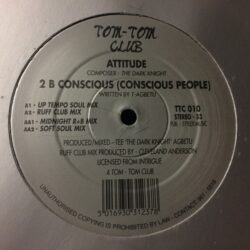 TOM-TOM
CLUB
ATTITUDE
COMPOSER - THE DARK KNIGHT
2 B CONSCIOUS (CONSCIOUS PEOPLE)
WRITTEN BY T-AGBETU
A1 - UP TEMPO SOUL MIX
A2 - RUFF CLUB MIX
AA1 - MIDNIGHT R+B MIX
AA2 - SOFT SOUL MIX
TTC 010
STEREO - 33
PRODUCED/MIXED - TEE 'THE DARK KNIGHT' AGBETU
RUFF CLUB MIX PRODUCED BY - CLEVELAND ANDERSON
LICENSED FROM INTRIGUE
4 TOM - TOM CLUB
5016930312376
UNAUTHORISED COPYING IS PROHIBITED BY LAW - CONTACT